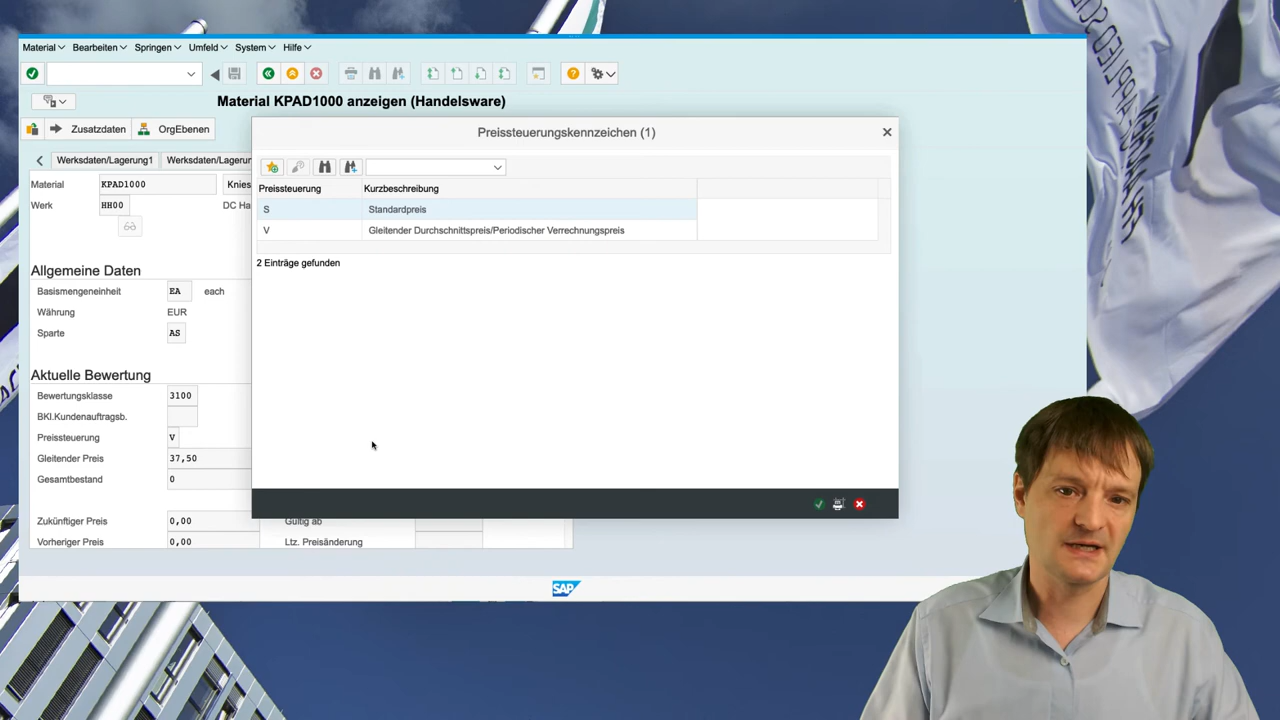 Material Bearbeiten Springen Umfeld System Hilfe
Material KPAD1000 anzeigen (Handelsware)
Zusatzdaten OrgEbenen
Werksdaten/Lagerung1 Werksdaten/Lagerun
Material KPAD1000 Knies
Werk HH00 DC Ha
Allgemeine Daten
Basismengeneinheit EA each
Währung EUR
Sparte AS
Aktuelle Bewertung
Bewertungsklasse 3100
BKl.Kundenauftragsb.
Preissteuerung V
Gleitender Preis 37,50
Gesamtbestand 0
Zukünftiger Preis 0,00 Gültig ab
Vorheriger Preis 0,00 Ltz. Preisänderung
Preissteuerungskennzeichen (1)
Preissteuerung Kurzbeschreibung
S Standardpreis
V Gleitender Durchschnittspreis/Periodischer Verrechnungspreis
2 Einträge gefunden
SAP